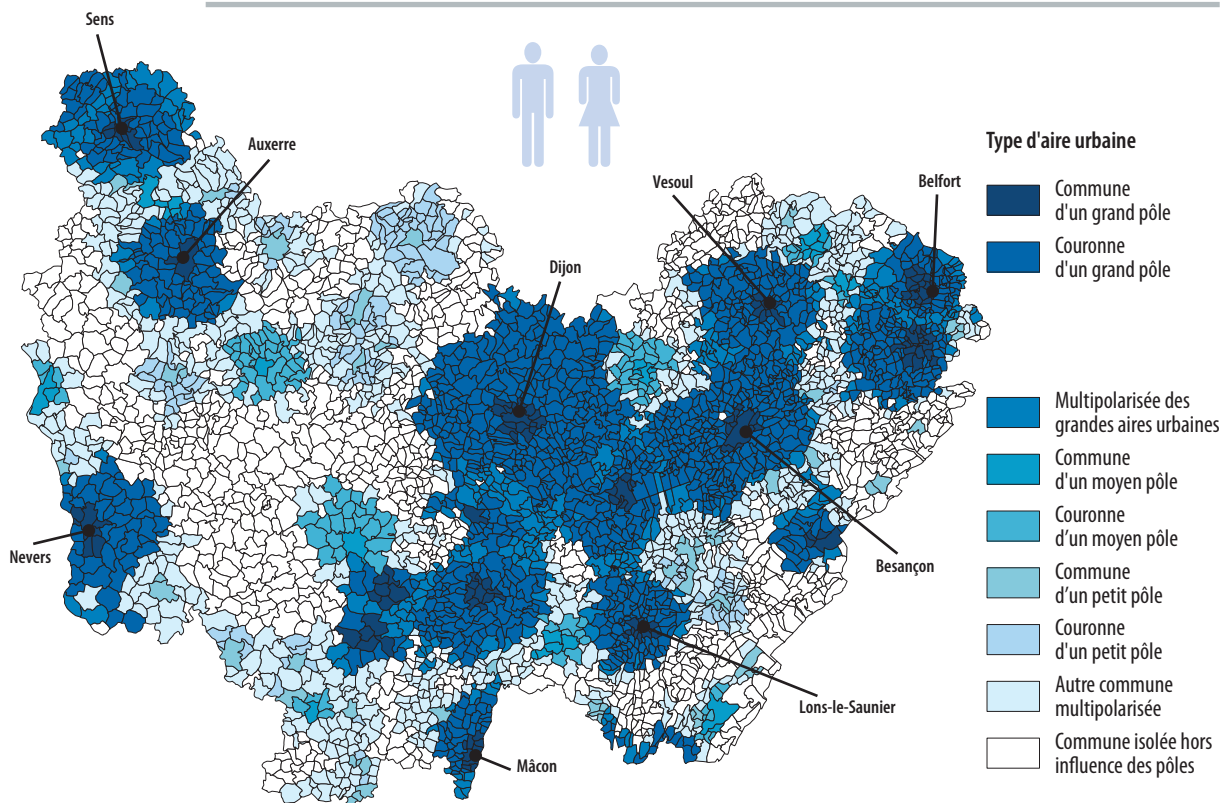 Sens
Auxerre
Vesoul
Belfort
Dijon
Nevers
Besançon
Lons-le-Saunier
Mâcon
Type d'aire urbaine
Commune
d'un grand pôle
Couronne
d'un grand pôle
Multipolarisée des
grandes aires urbaines
Commune
d'un moyen pôle
Couronne
d'un moyen pôle
Commune
d'un petit pôle
Couronne
d'un petit pôle
Autre commune
multipolarisée
Commune isolée hors
influence des pôles